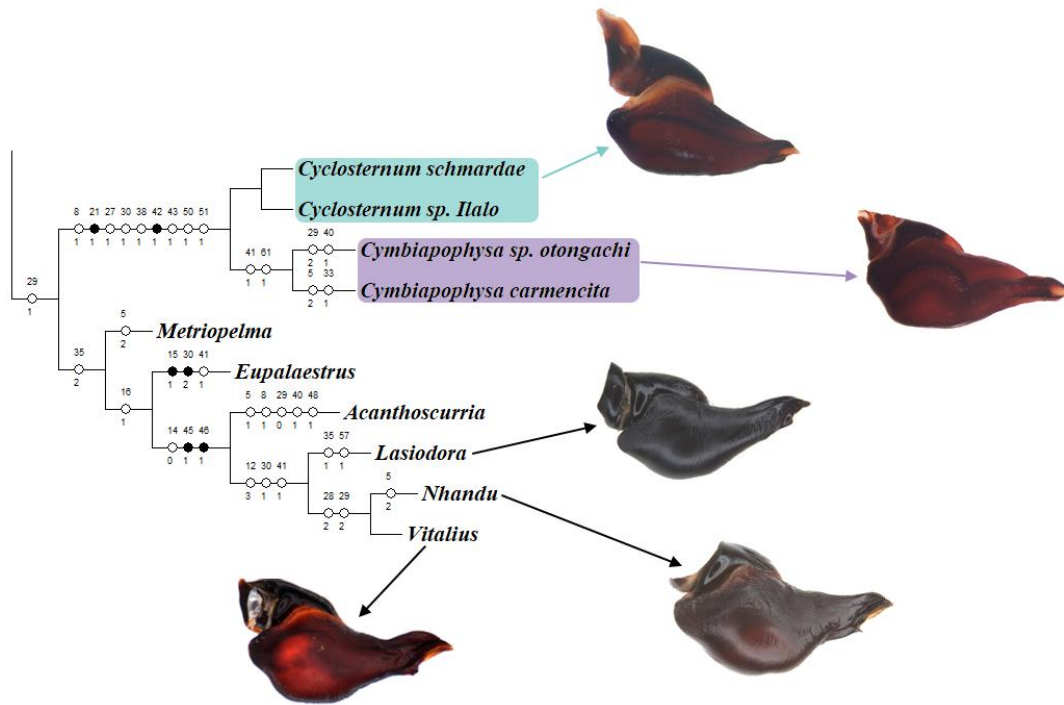 Cyclosternum schmardae
8 21 27 30 38 42 43 50 51
1 1 1 1 1 1 1 1 1
Cyclosternum sp. Ilalo
29 40
41 61
Cymbiapophysa sp. otongachi
2 1
1 1
5 33
29
Cymbiapophysa carmencita
2 1
1
5
Metriopelma
35
2
2
15 30 41
Eupalaestrus
16
1 2 1
1
5 8 29 40 48
Acanthoscurria
14 45 46
1 1 0 1 1
0 1 1
35 57
Lasiodora
12 30 41
1 1
5
3 1 1
28 29
Nhandu
2
2 2
Vitalius